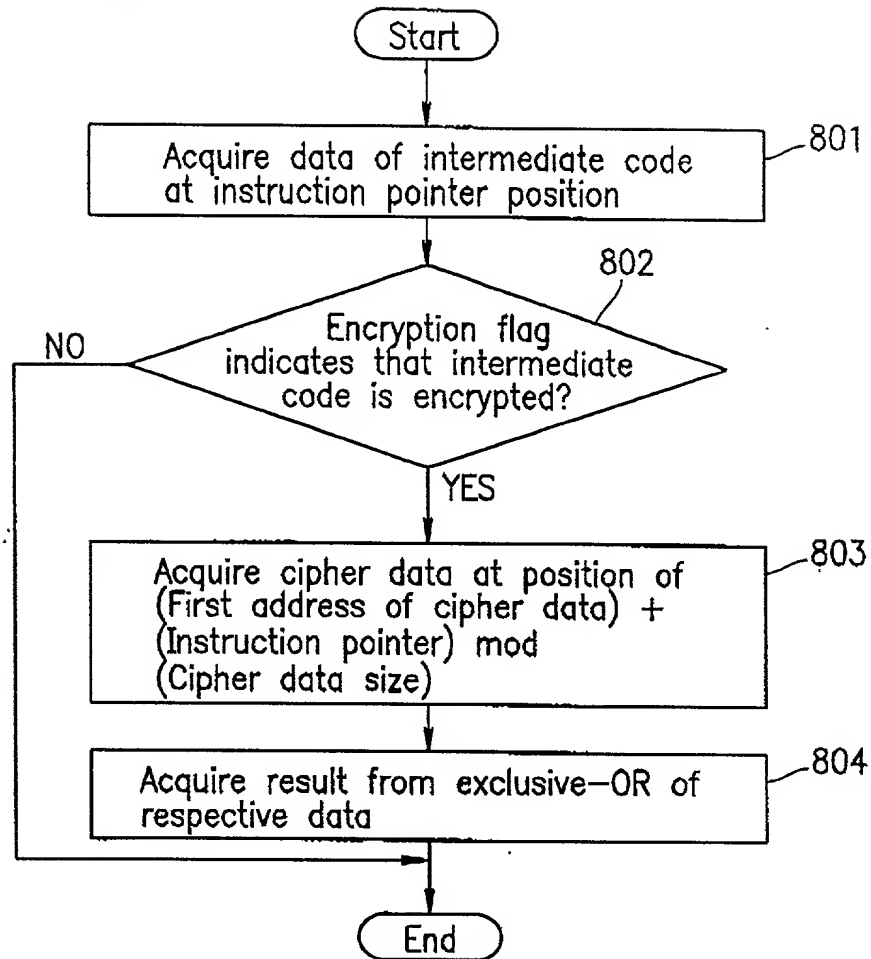 Start
801
Acquire data of intermediate code
at instruction pointer position
802
Encryption flag
indicates that intermediate
code is encrypted?
NO
YES
803
Acquire cipher data at position of
(First address of cipher data) +
(Instruction pointer) mod
(Cipher data size)
804
Acquire result from exclusive-OR of
respective data
End